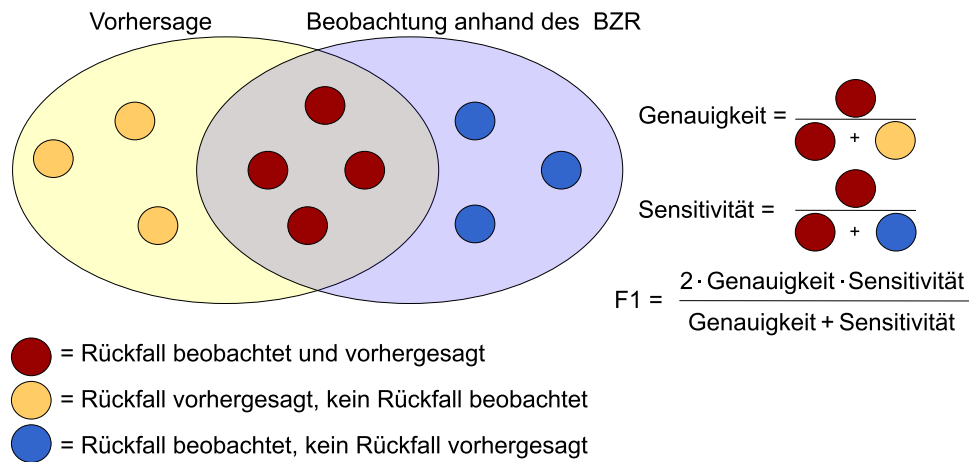 Vorhersage
Beobachtung anhand des BZR
Genauigkeit =
+
Sensitivität =
+
F1 =
2·Genauigkeit·Sensitivität
Genauigkeit+Sensitivität
= Rückfall beobachtet und vorhergesagt
= Rückfall vorhergesagt, kein Rückfall beobachtet
= Rückfall beobachtet, kein Rückfall vorhergesagt